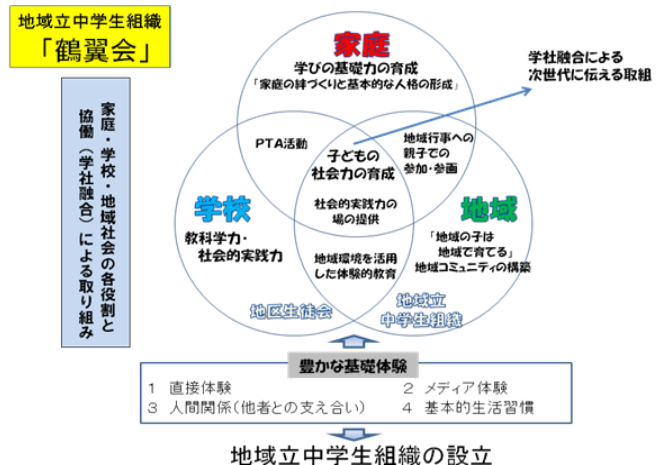 地域立中学生組織
「鶴翼会」
家庭・学校・地域社会の各役割と
協働（学社融合）による取り組み
家庭
学びの基礎力の育成
「家庭の絆づくりと基本的な人格の形成」
学社融合による
次世代に伝える取組
PTA活動
子どもの
社会力の育成
地域行事への
親子での
参加・参画
学校
教科学力・
社会的実践力
社会的実践力の
場の提供
地域
「地域の子は
地域で育てる」
地域コミュニティの構築
地域環境を活用
した体験的教育
地区生徒会
地域立
中学生組織
豊かな基礎体験
1 直接体験
2 メディア体験
3 人間関係(他者との支え合い)
4 基本的生活習慣
地域立中学生組織の設立